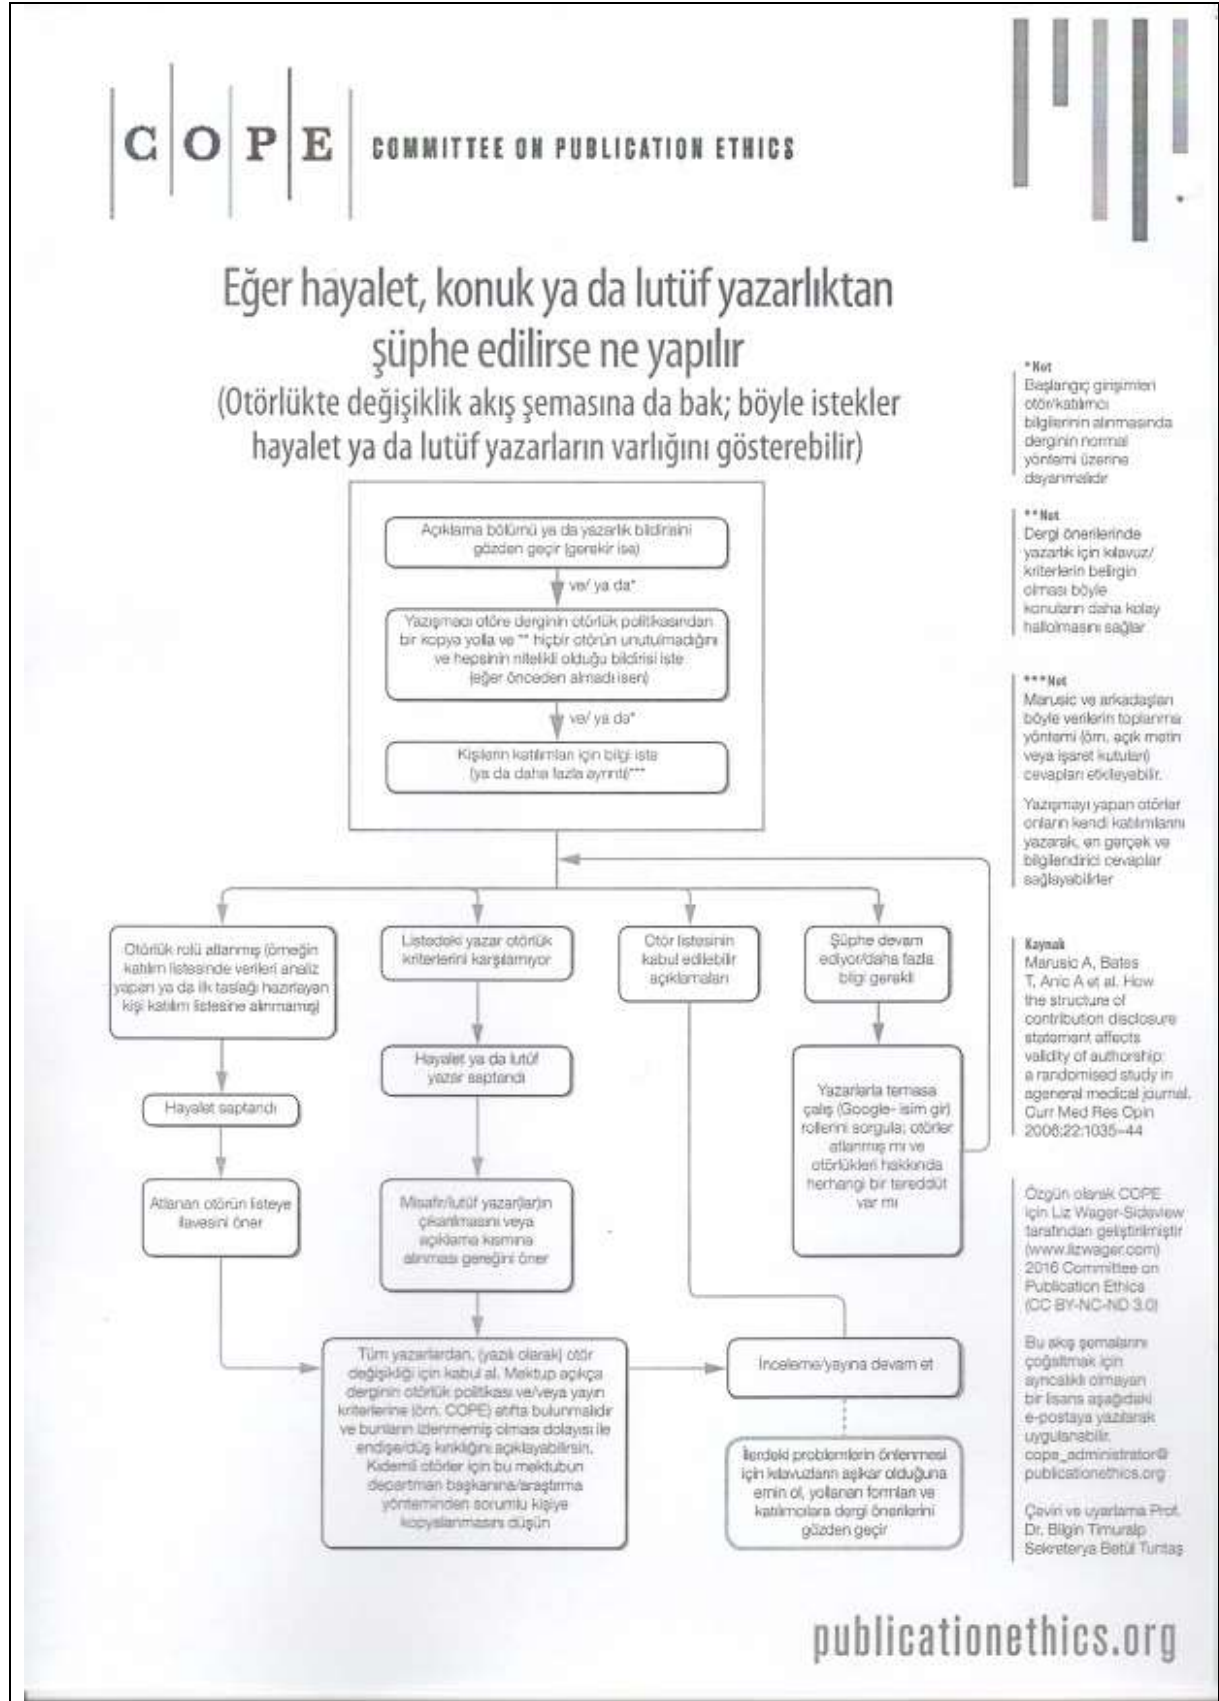 COPE COMMITTEE ON PUBLICATION ETHICS
Eğer hayalet, konuk ya da lutüf yazarlıktan
şüphe edilirse ne yapılır
(Otörlükte değişiklik akış şemasına da bak; böyle istekler
hayalet ya da lutüf yazarların varlığını gösterebilir)
Açıklama bölümü ya da yazarlık bildirisini
gözden geçir (gerekir ise)
ve/ ya da*
Yazışmacı otöre derginin otörlük politikasından
bir kopya yolla ve ** hiçbir otörün unutulmadığını
ve hepsinin nitelikli olduğu bildirisi iste
(eğer önceden almadı isen)
ve/ ya da*
Kişilerin katılımları için bilgi iste
(ya da daha fazla ayrıntı)***
Otörlük rolü atlanmış (örneğin
katılım listesinde verileri analiz
yapan ya da ilk taslağı hazırlayan
kişi katılım listesine alınmamış)
Hayalet saptandı
Atlanan otörün listeye
ilavesini öner
Listedeki yazar otörlük
kriterlerini karşılamıyor
Hayalet ya da lutüf
yazar saptandı
Misafir/lutüf yazar(lar)ın
çıkarılmasını veya
açıklama kısmına
alınması gereğini öner
Otör listesinin
kabul edilebilir
açıklamaları
Şüphe devam
ediyor/daha fazla
bilgi gerekli
Yazarlarla temasa
çalış (Google- isim gir)
rollerini sorgula; otörler
atlanmış mı ve
otörlükleri hakkında
herhangi bir tereddüt
var mı
Tüm yazarlardan, (yazılı olarak) otör
değişikliği için kabul al. Mektup açıkça
derginin otörlük politikası ve/veya yayın
kriterlerine (örn. COPE) atıfta bulunmalıdır
ve bunların izlenmemiş olması dolayısı ile
endişe/düş kırıklığını açıklayabilirsin.
Kıdemli otörler için bu mektubun
departman başkanına/araştırma
yönteminden sorumlu kişiye
kopyalanmasını düşün
İnceleme/yayına devam et
İlerdeki problemlerin önlenmesi
için kılavuzların aşikar olduğuna
emin ol, yollanan formları ve
katılımcılara dergi önerilerini
gözden geçir
*Not
Başlangıç girişimleri
otör/katılımcı
bilgilerinin alınmasında
derginin normal
yöntemi üzerine
dayanmalıdır
**Not
Dergi önerilerinde
yazarlık için kılavuz/
kriterlerin belirgin
olması böyle
konuların daha kolay
hallolmasını sağlar
***Not
Marusic ve arkadaşları
böyle verilerin toplanma
yöntemi (örn. açık metin
veya işaret kutuları)
cevapları etkileyebilir.
Yazışmayı yapan otörler
onların kendi katılımlarını
yazarak, en gerçek ve
bilgilendirici cevaplar
sağlayabilirler
Kaynak
Marusic A, Bates
T, Anic A et al. How
the structure of
contribution disclosure
statement affects
validity of authorship:
a randomised study in
ageneral medical journal.
Curr Med Res Opin
2006;22:1035–44
Özgün olarak COPE
için Liz Wager-Sideview
tarafından geliştirilmiştir
(www.lizwager.com)
2016 Committee on
Publication Ethics
(CC BY-NC-ND 3.0)
Bu akış şemalarını
çoğaltmak için
ayrıcalıklı olmayan
bir lisans aşağıdaki
e-postaya yazılarak
uygulanabilir.
cope_administrator@
publicationethics.org
Çeviri ve uyarlama Prof.
Dr. Bilgin Timuralp
Sekreterya Betül Tuntaş
publicationethics.org